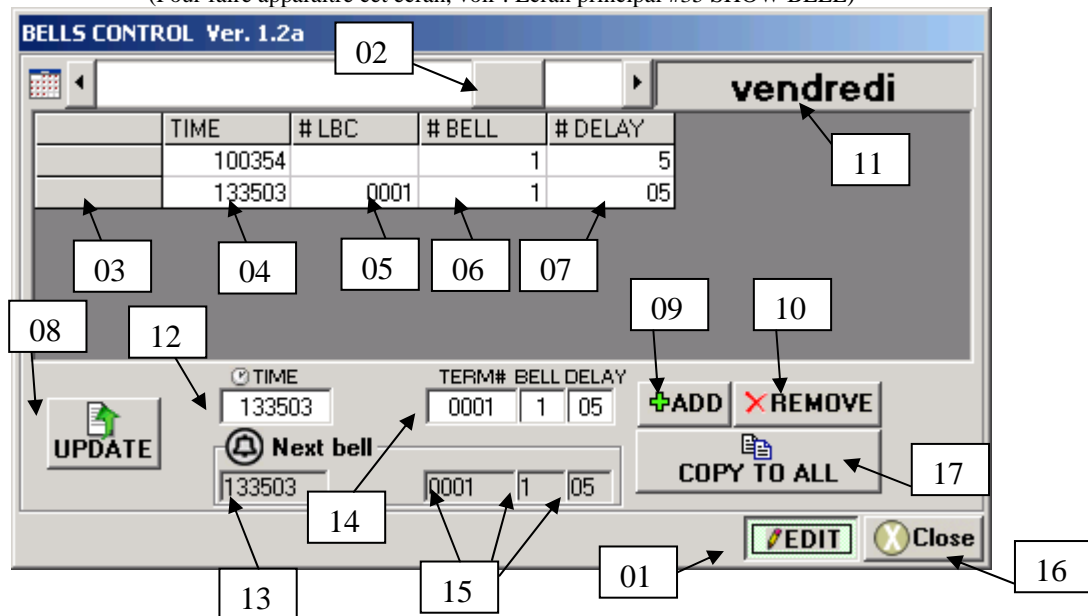 (Pour faire apparaître cet écran, voir : Écran principal #35 SHOW BELL)
BELLS CONTROL Ver. 1.2a
02
vendredi
11
TIME # LBC # BELL # DELAY
100354 1 5
133503 0001 1 05
03 04 05 06 07
08 12 09 10
TIME TERM# BELL DELAY
133503 0001 1 05
ADD REMOVE
UPDATE
Next bell
COPY TO ALL
17
133503 0001 1 05
14
EDIT Close
13 15 01 16